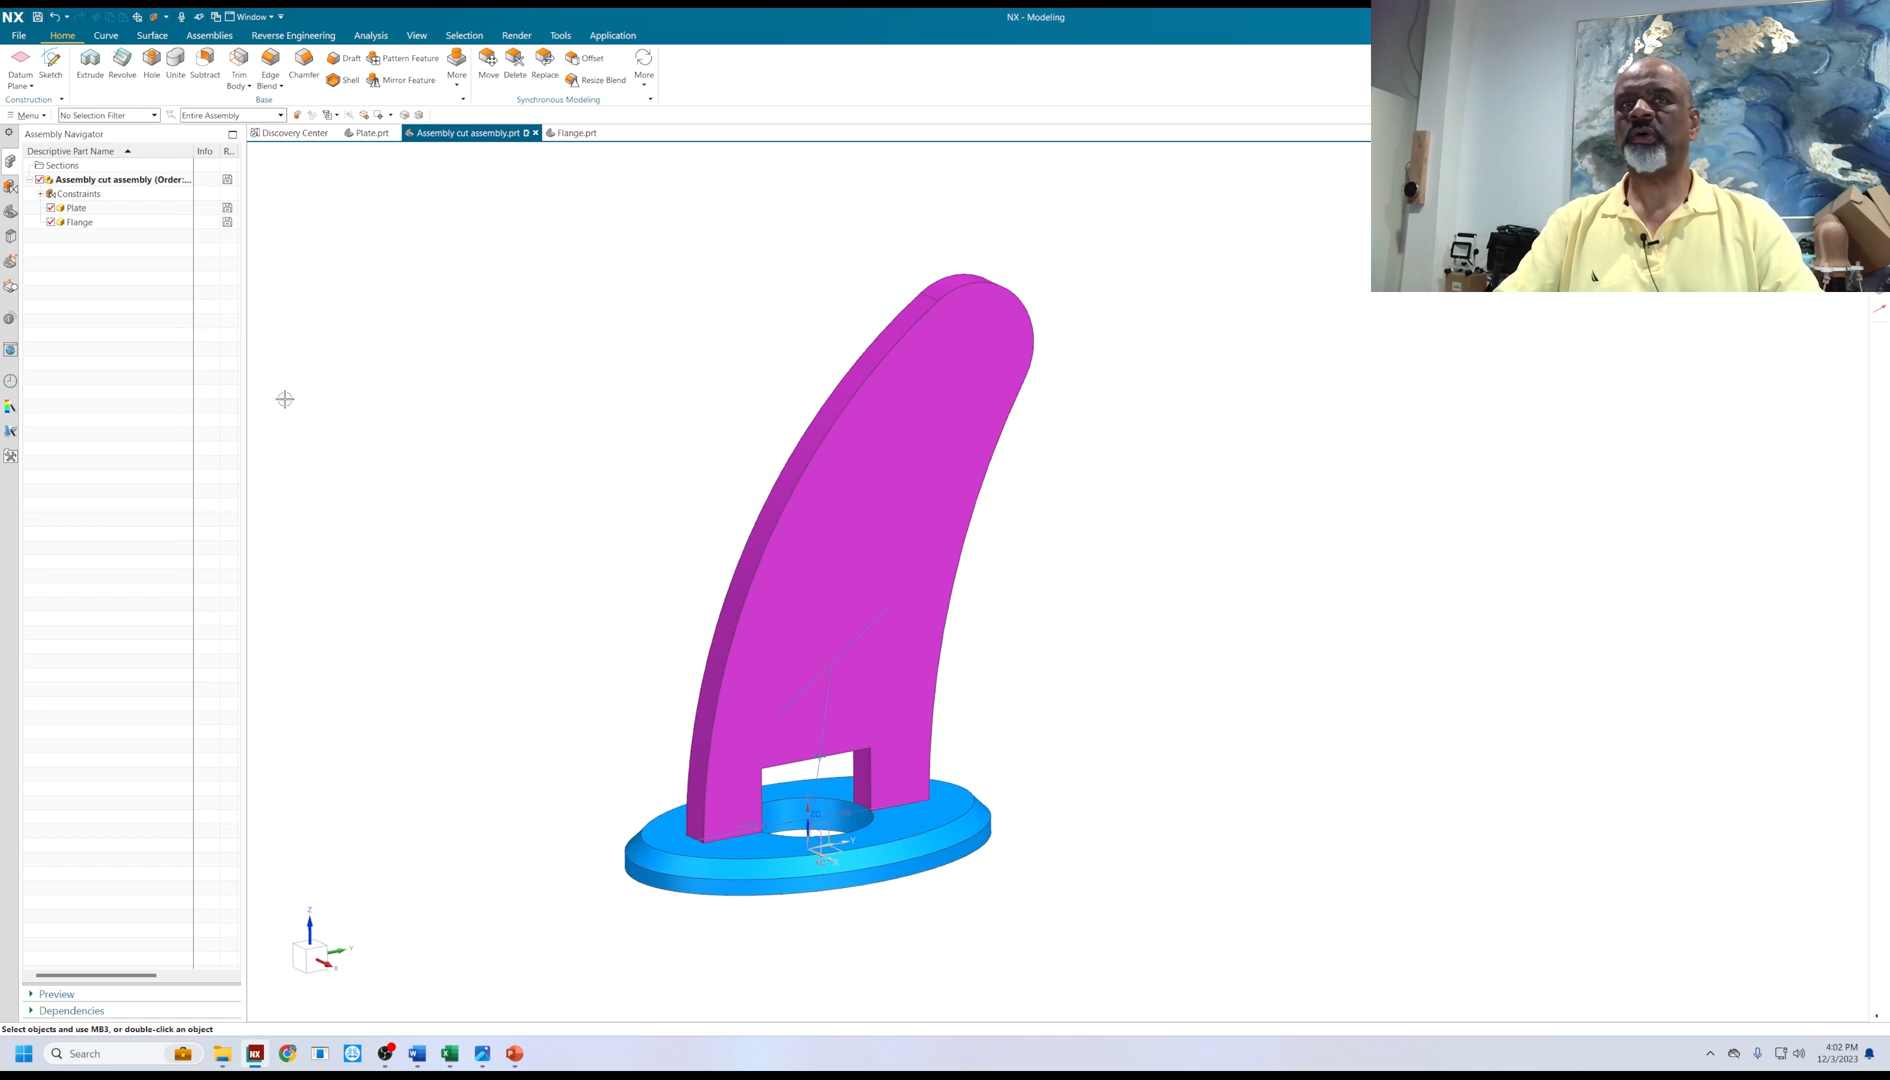 NX
Window
NX - Modeling
File Home Curve Surface Assemblies Reverse Engineering Analysis View Selection Render Tools Application
Datum Plane Sketch Extrude Revolve Hole Unite Subtract Trim Body Edge Blend Chamfer Draft Shell Pattern Feature Mirror Feature More Move Delete Replace Offset Resize Blend More
Construction Base Synchronous Modeling
Menu No Selection Filter Entire Assembly
Assembly Navigator
Discovery Center Plate.prt Assembly cut assembly.prt Flange.prt
Descriptive Part Name Info R...
Sections
Assembly cut assembly (Order:...
Constraints
Plate
Flange
ZC
Y
XC X
Z
Y
X
Preview
Dependencies
Select objects and use MB3, or double-click an object
Search
4:02 PM
12/3/2023